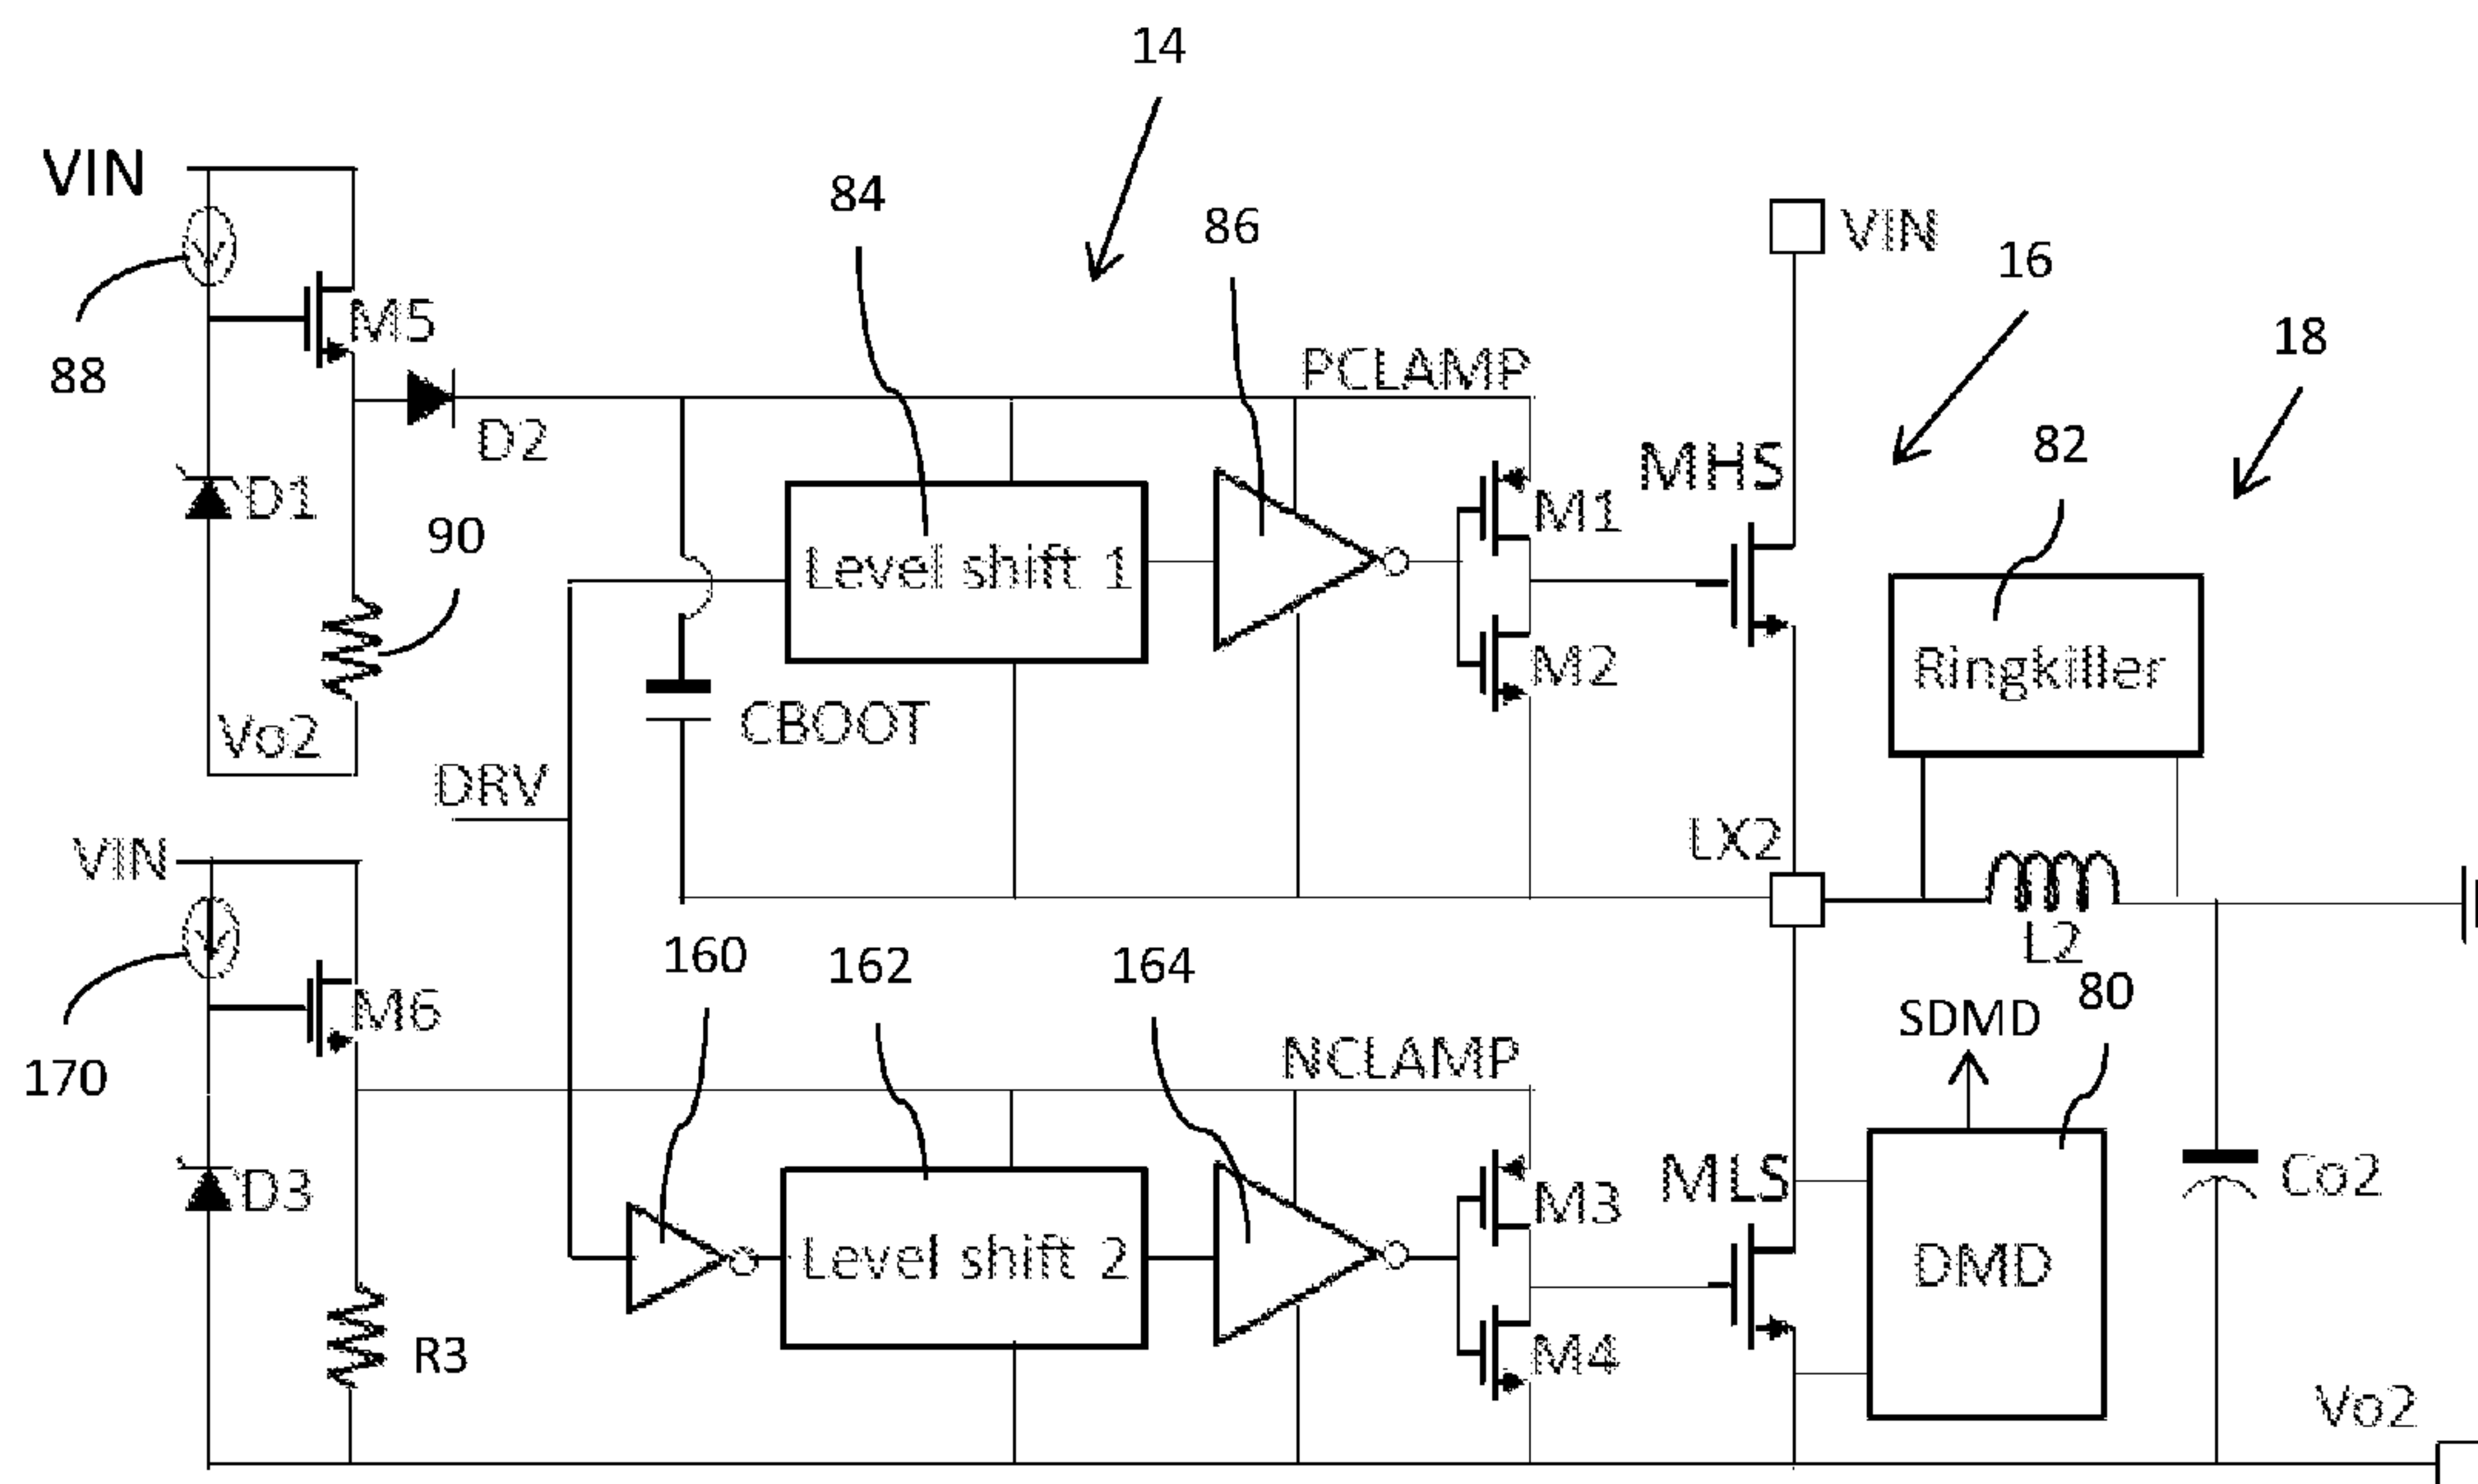 14
VIN
84
86
VIN
16
18
88
M5
PCLAMP
D2
MHS
82
D1
90
Level shift 1
M1
M2
Ringkiller
Vo2
CBOOT
DRV
LX2
VIN
160
162
164
L2
SDMD
80
M6
170
NCLAMP
D3
MLS
M3
Co2
Level shift 2
DMD
R3
M4
Vo2